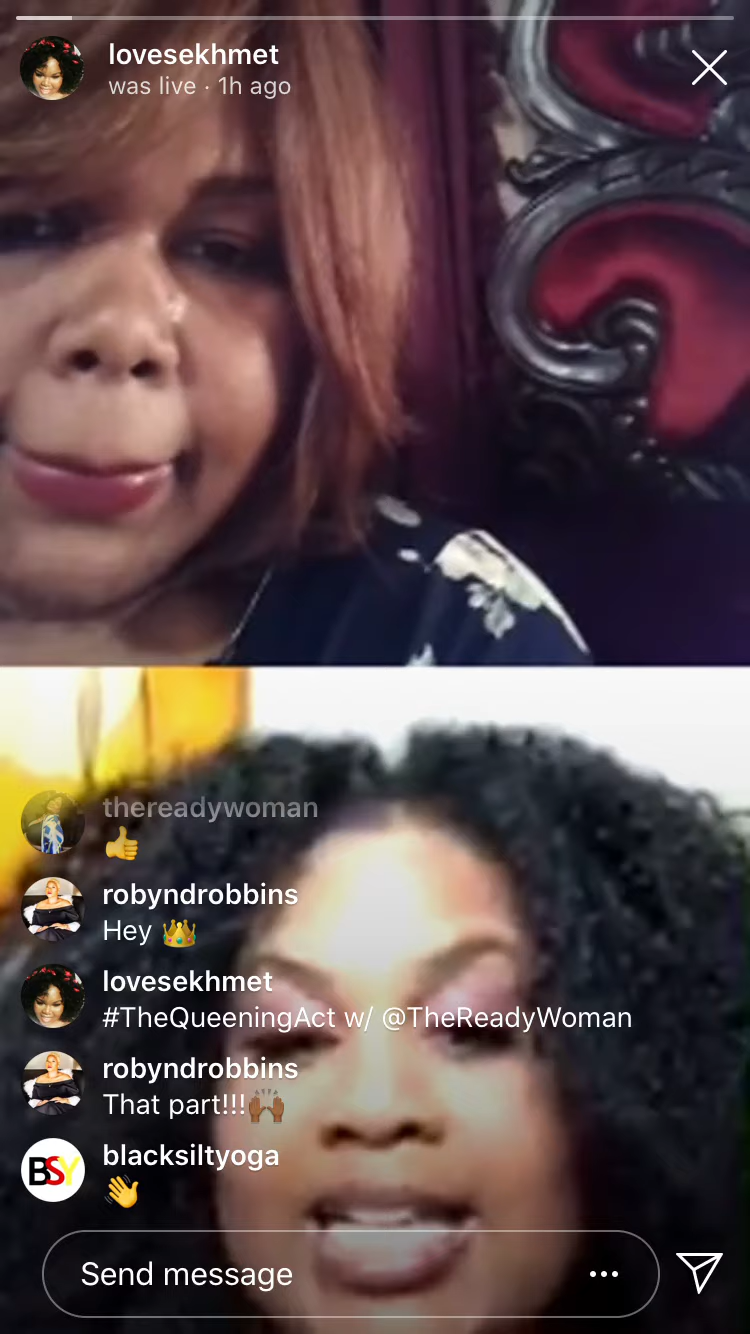 lovesekhmet
was live · 1h ago
thereadywoman
👍
robyndrobbins
Hey 👑
lovesekhmet
#TheQueeningAct w/ @TheReadyWoman
robyndrobbins
That part!!!🙌🏾
BSY
blacksiltyoga
👋
Send message